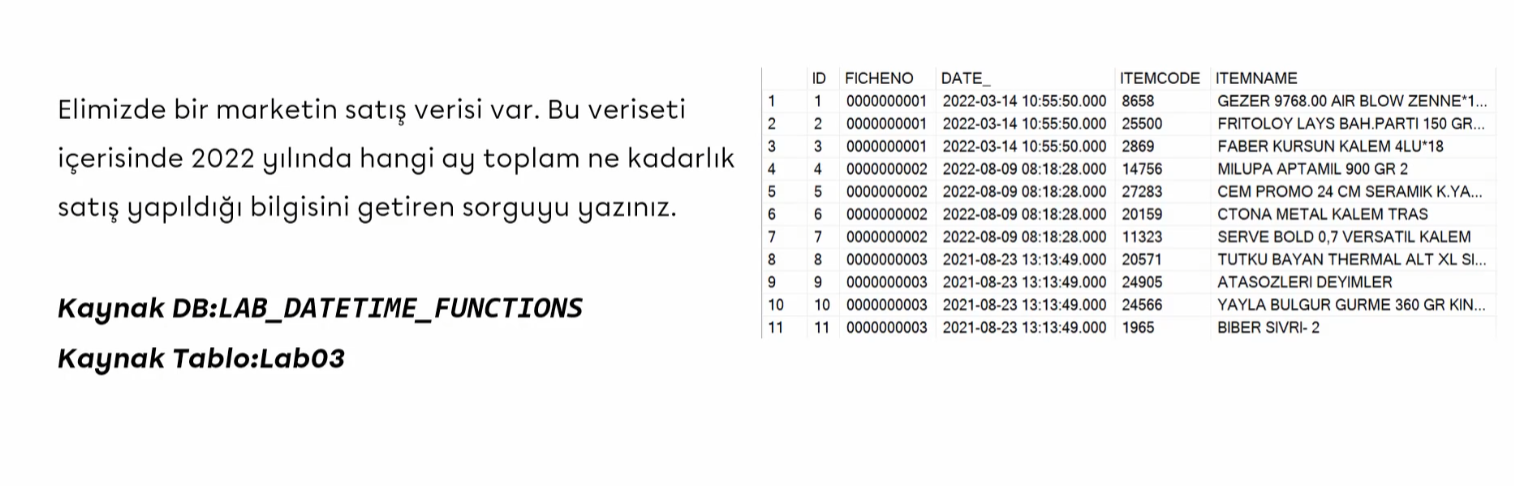 Elimizde bir marketin satış verisi var. Bu veriseti
içerisinde 2022 yılında hangi ay toplam ne kadarlık
satış yapıldığı bilgisini getiren sorguyu yazınız.
Kaynak DB:LAB_DATETIME_FUNCTIONS
Kaynak Tablo:Lab03
ID FICHENO DATE_ ITEMCODE ITEMNAME
1 1 0000000001 2022-03-14 10:55:50.000 8658 GEZER 9768.00 AIR BLOW ZENNE*1...
2 2 0000000001 2022-03-14 10:55:50.000 25500 FRITOLOY LAYS BAH.PARTI 150 GR...
3 3 0000000001 2022-03-14 10:55:50.000 2869 FABER KURSUN KALEM 4LU*18
4 4 0000000002 2022-08-09 08:18:28.000 14756 MILUPA APTAMIL 900 GR 2
5 5 0000000002 2022-08-09 08:18:28.000 27283 CEM PROMO 24 CM SERAMIK K.YA...
6 6 0000000002 2022-08-09 08:18:28.000 20159 CTONA METAL KALEM TRAS
7 7 0000000002 2022-08-09 08:18:28.000 11323 SERVE BOLD 0,7 VERSATIL KALEM
8 8 0000000003 2021-08-23 13:13:49.000 20571 TUTKU BAYAN THERMAL ALT XL SI...
9 9 0000000003 2021-08-23 13:13:49.000 24905 ATASOZLERI DEYIMLER
10 10 0000000003 2021-08-23 13:13:49.000 24566 YAYLA BULGUR GURME 360 GR KIN...
11 11 0000000003 2021-08-23 13:13:49.000 1965 BIBER SIVRI- 2